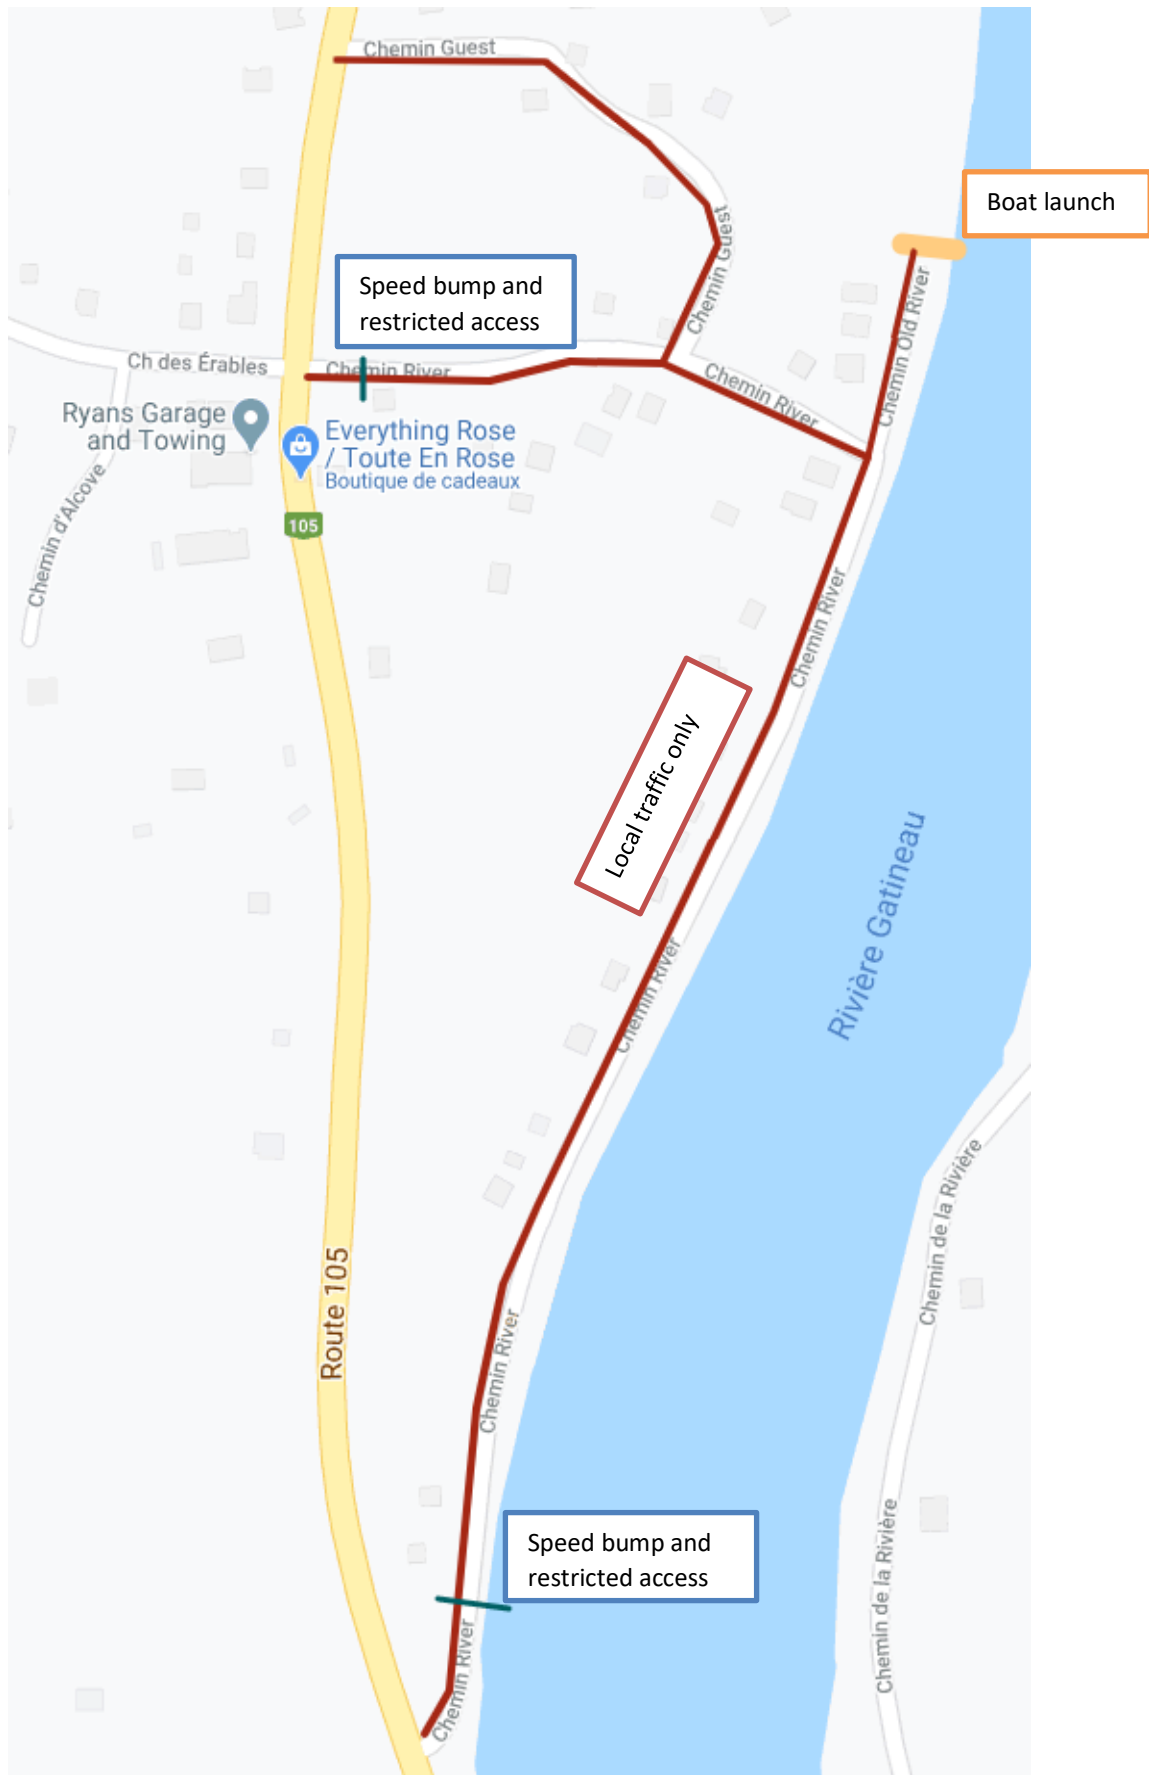 Chemin Guest
Boat launch
Chemin Guest
Speed bump and
restricted access
Chemin Old River
Ch des Érables
Chemin River
Chemin River
Ryans Garage
and Towing
Everything Rose
/ Toute En Rose
Boutique de cadeaux
Chemin d'Alcove
105
Chemin River
Local traffic only
Rivière Gatineau
Chemin River
Chemin de la Rivière
Route 105
Chemin River
Speed bump and
restricted access
Chemin de la Rivière
Chemin River